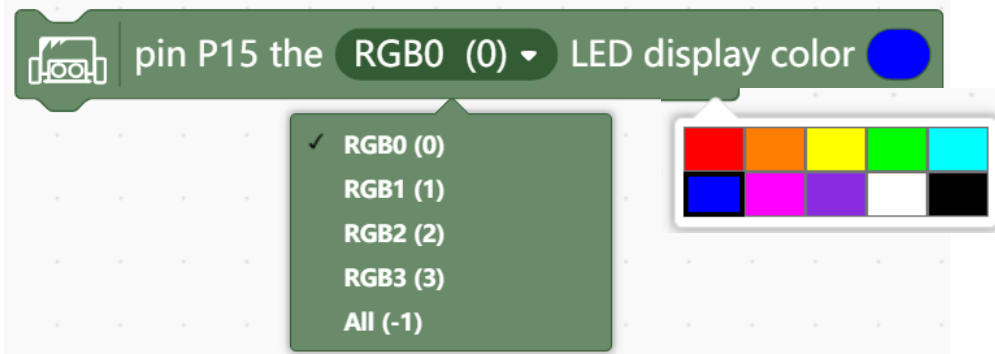 pin P15 the RGB0 (0) LED display color
✓ RGB0 (0)
RGB1 (1)
RGB2 (2)
RGB3 (3)
All (-1)